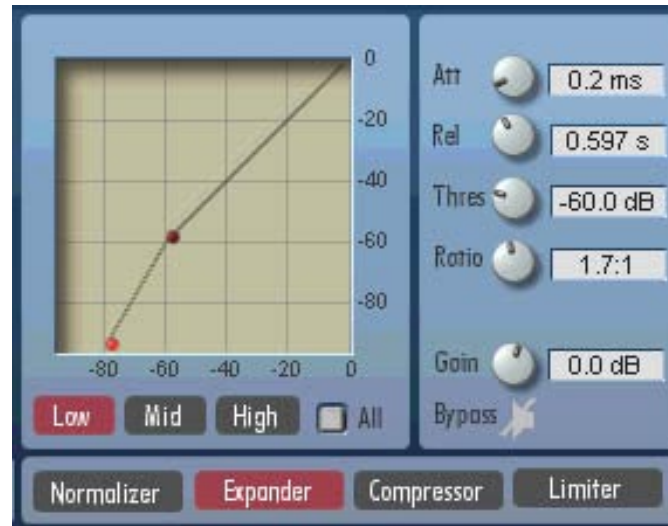 0
-20
-40
-60
-80
-80 -60 -40 -20 0
Low Mid High All
Att 0.2 ms
Rel 0.597 s
Thres -60.0 dB
Ratio 1.7:1
Gain 0.0 dB
Bypass
Normalizer Expander Compressor Limiter